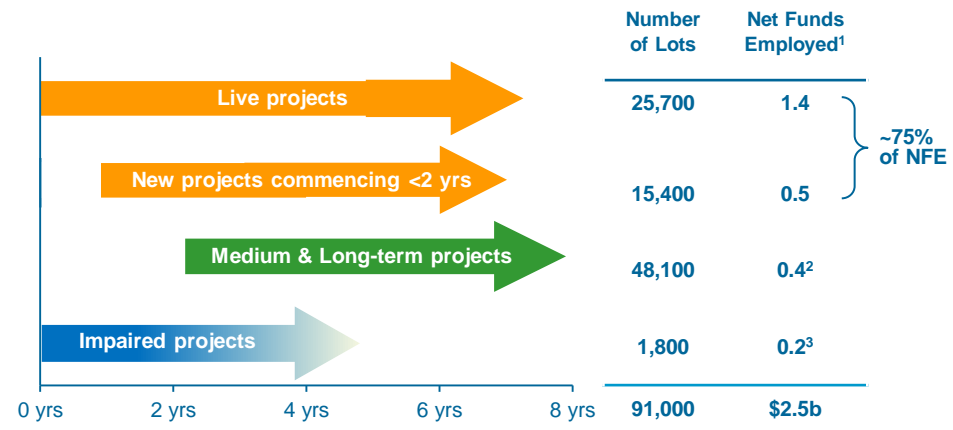 Number of Lots
Net Funds Employed¹
Live projects
25,700
1.4
New projects commencing <2 yrs
15,400
0.5
~75% of NFE
Medium & Long-term projects
48,100
0.4²
Impaired projects
1,800
0.2³
0 yrs
2 yrs
4 yrs
6 yrs
8 yrs
91,000
$2.5b